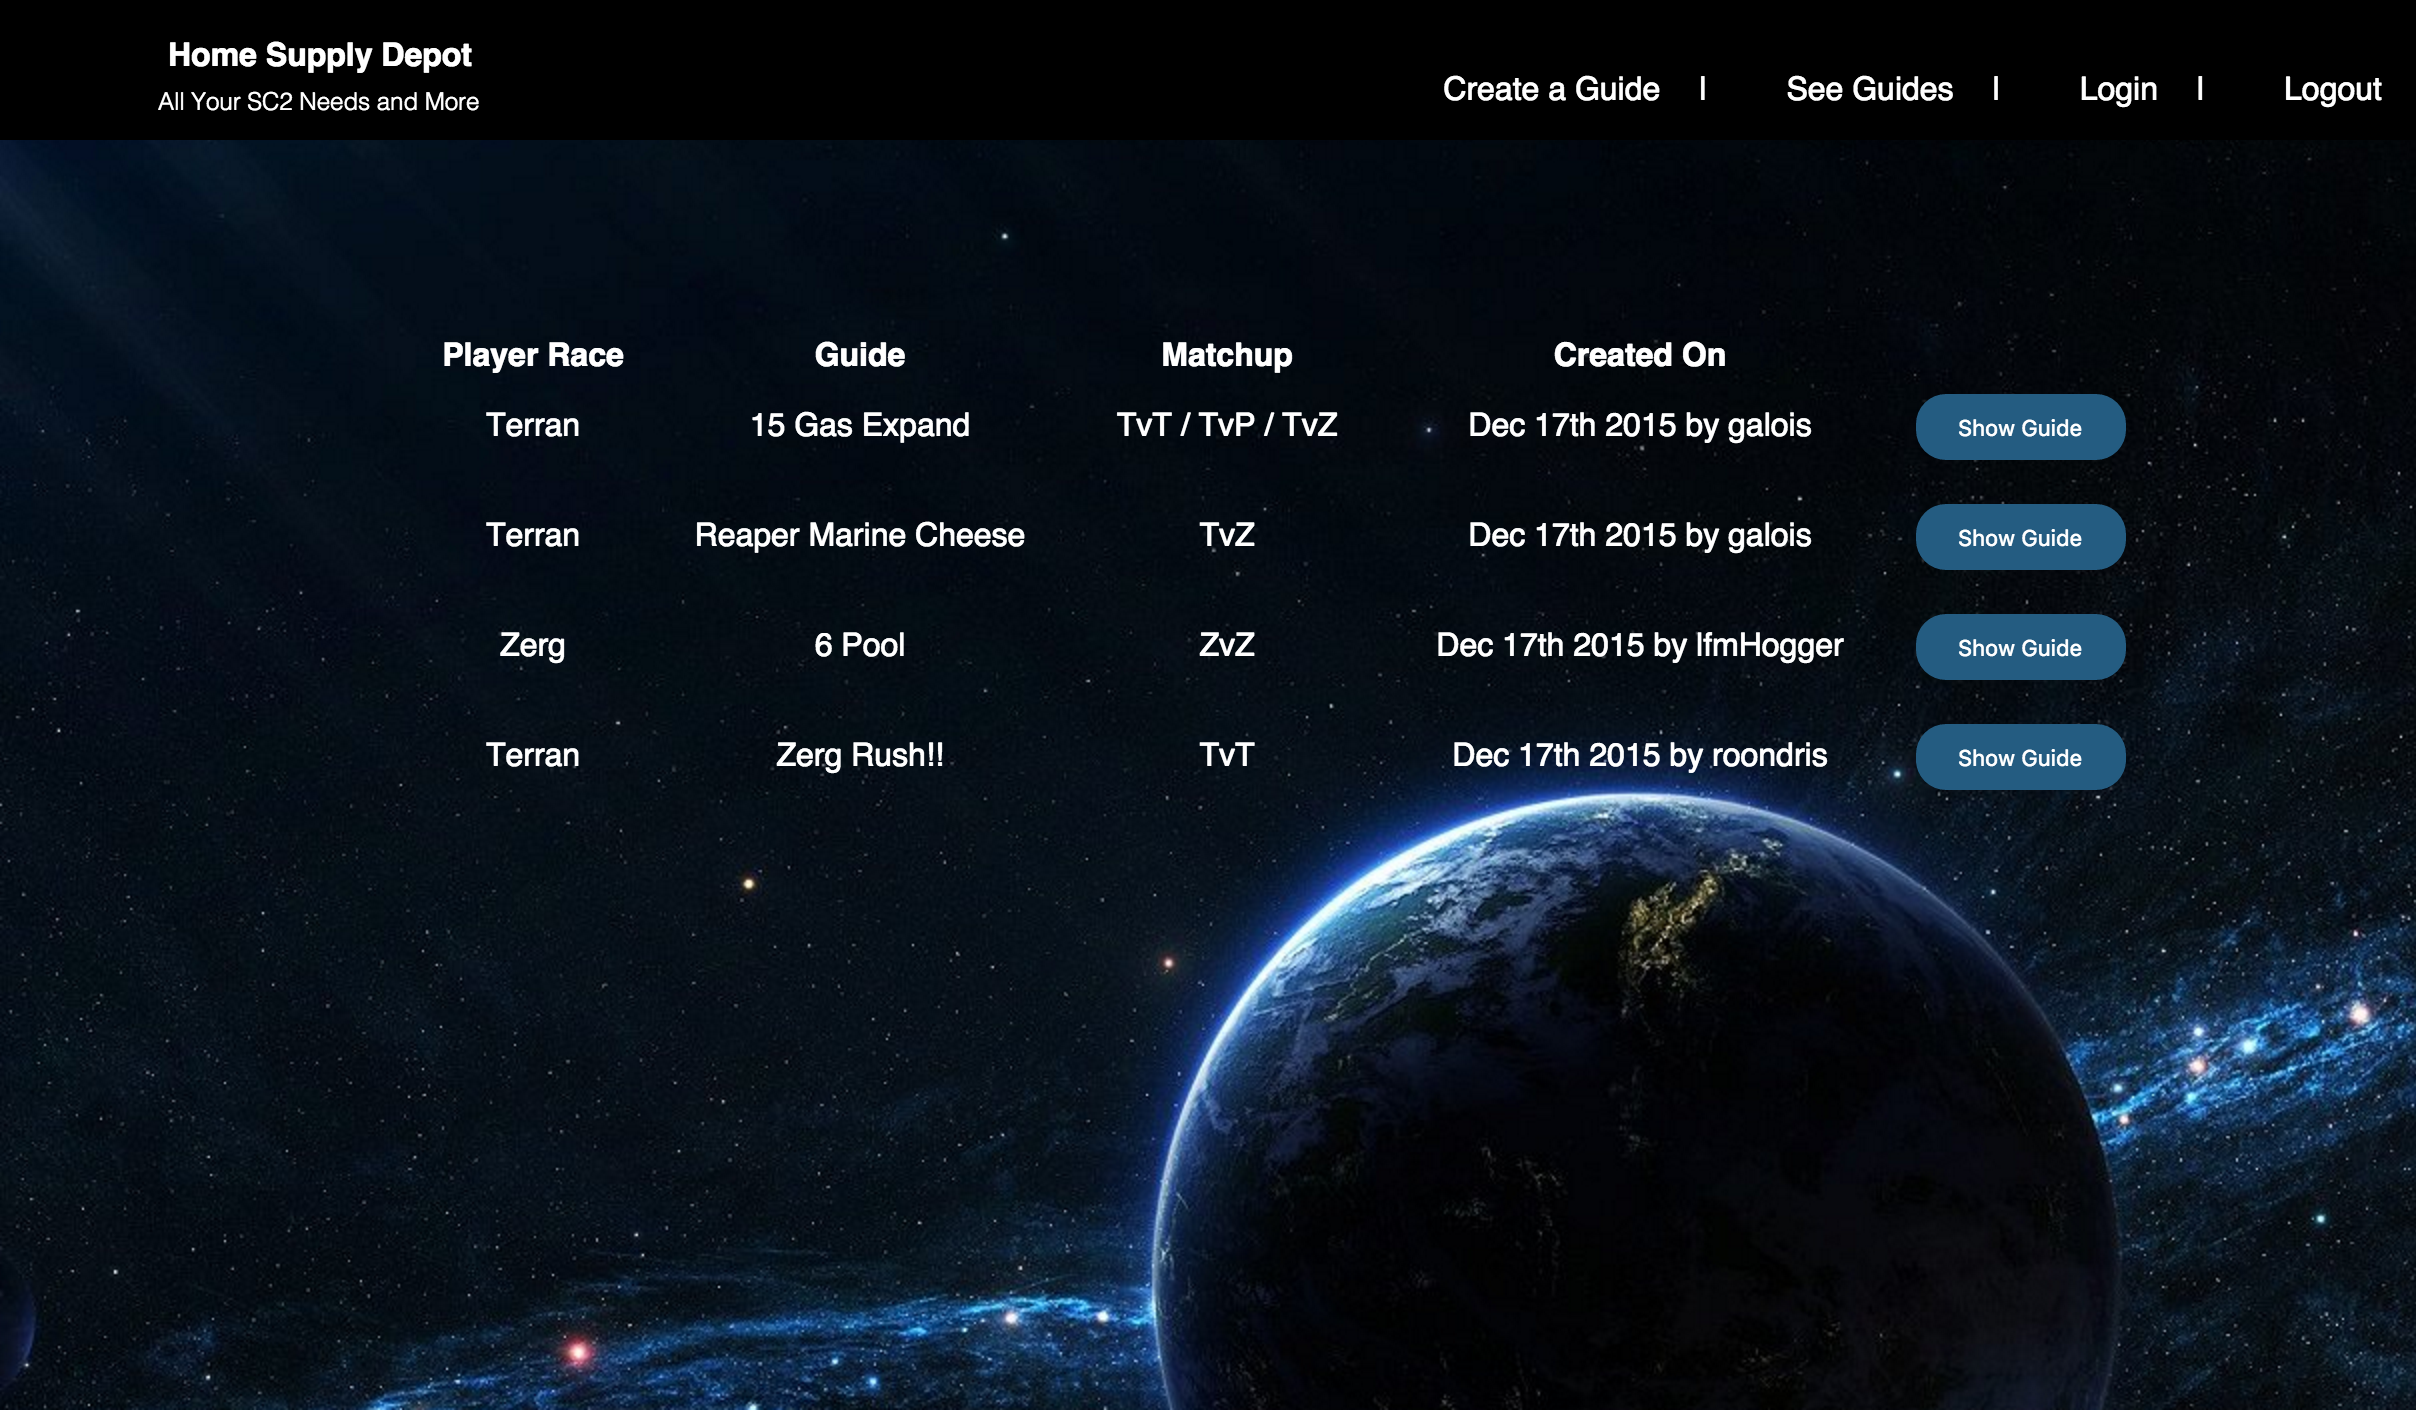 Home Supply Depot
All Your SC2 Needs and More
Create a Guide | See Guides | Login | Logout
Player Race Guide Matchup Created On
Terran 15 Gas Expand TvT / TvP / TvZ Dec 17th 2015 by galois Show Guide
Terran Reaper Marine Cheese TvZ Dec 17th 2015 by galois Show Guide
Zerg 6 Pool ZvZ Dec 17th 2015 by lfmHogger Show Guide
Terran Zerg Rush!! TvT Dec 17th 2015 by roondris Show Guide